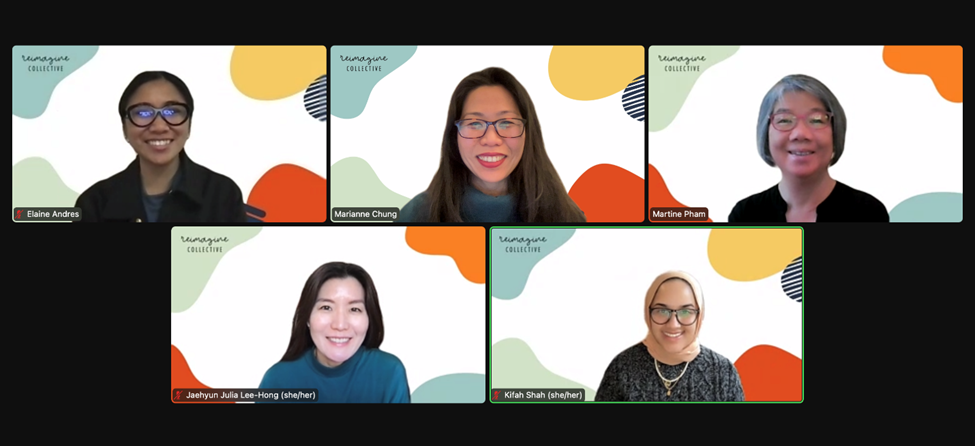 reimagine
COLLECTIVE
reimagine
COLLECTIVE
reimagine
COLLECTIVE
Elaine Andres
Marianne Chung
Martine Pham
reimagine
COLLECTIVE
reimagine
COLLECTIVE
Jaehyun Julia Lee-Hong (she/her)
Kifah Shah (she/her)